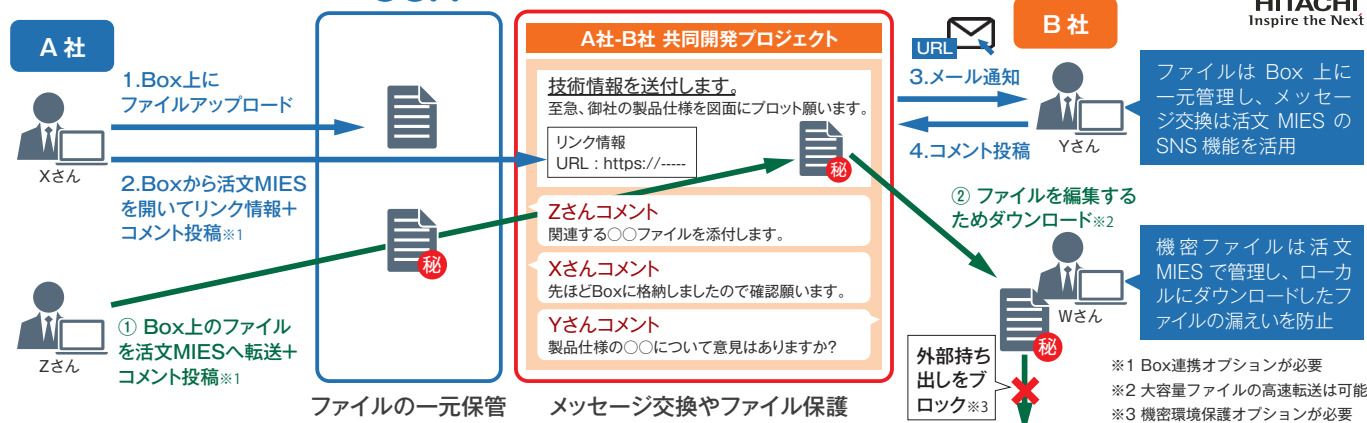 HITACHI
Inspire the Next
A社
B社
A社-B社 共同開発プロジェクト
URL
1.Box上に
ファイルアップロード
技術情報を送付します。
至急、御社の製品仕様を図面にプロット願います。
リンク情報
URL : https://-----
秘
3.メール通知
4.コメント投稿
Xさん
Yさん
ファイルは Box 上に
一元管理し、メッセー
ジ交換は活文 MIES の
SNS 機能を活用
2.Boxから活文MIES
を開いてリンク情報+
コメント投稿※1
秘
Zさんコメント
関連する○○ファイルを添付します。
Xさんコメント
先ほどBoxに格納しましたので確認願います。
Yさんコメント
製品仕様の○○について意見はありますか?
② ファイルを編集する
ためダウンロード※2
Wさん
秘
機密ファイルは活文
MIES で管理し、ローカ
ルにダウンロードしたフ
ァイルの漏えいを防止
Zさん
① Box上のファイル
を活文MIESへ転送+
コメント投稿※1
外部持ち
出しをブ
ロック※3
ファイルの一元保管
メッセージ交換やファイル保護
※1 Box連携オプションが必要
※2 大容量ファイルの高速転送は可能
※3 機密環境保護オプションが必要